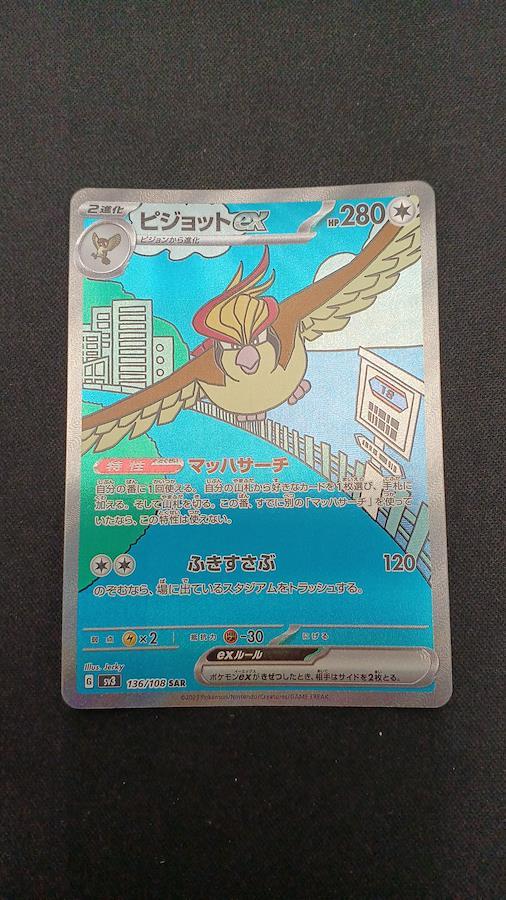 2進化
ピジョットex
HP280
ピジョンから進化
18
特性 マッハサーチ
自分の番に1回使える。自分の山札から好きなカードを1枚選び、手札に
加える。そして山札を切る。この番、すでに別の「マッハサーチ」を使って
いたなら、この特性は使えない。
ふきすさぶ 120
のぞむなら、場に出ているスタジアムをトラッシュする。
弱点 ×2 抵抗力 -30 にげる
Illus. Jerky
exルール
ポケモンexがきぜつしたとき、相手はサイドを2枚とる。
G sv3 136/108 SAR
©2023 Pokémon/Nintendo/Creatures/GAME FREAK.